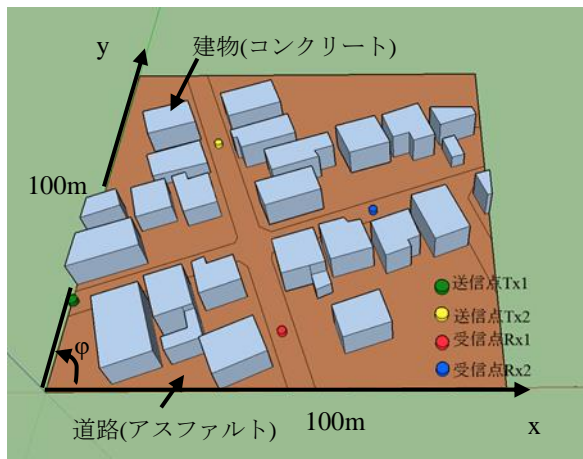 y
建物(コンクリート)
100m
送信点Tx1
送信点Tx2
受信点Rx1
受信点Rx2
φ
道路(アスファルト)
100m
x